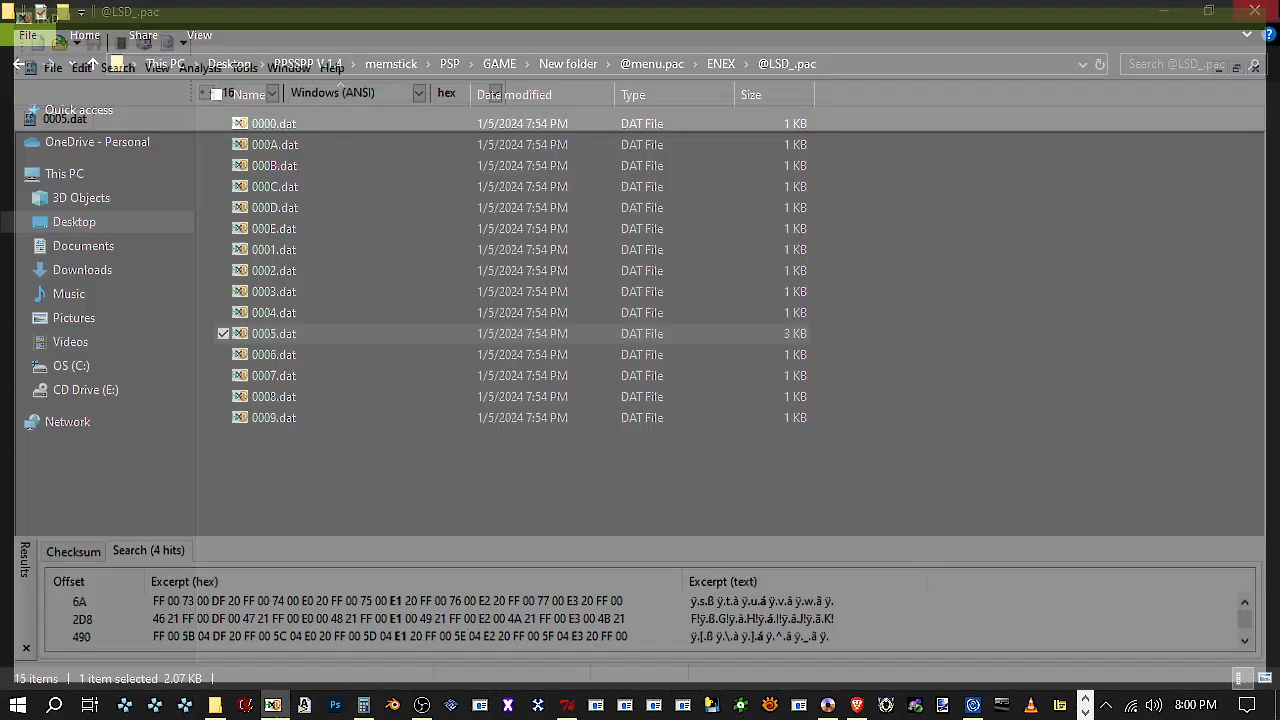 @LSD_.pac
File Home Share View
This PC Desktop PPSSPP V.1.4 memstick PSP GAME New folder @menu.pac ENEX @LSD_.pac Search @LSD_.pac
File Edit Search View Analysis Tools Window Help
16 Windows (ANSI) hex
Name Date modified Type Size
Quick access
0005.dat
OneDrive - Personal
This PC
3D Objects
Desktop
Documents
Downloads
Music
Pictures
Videos
OS (C:)
CD Drive (E:)
Network
0000.dat 1/5/2024 7:54 PM DAT File 1 KB
000A.dat 1/5/2024 7:54 PM DAT File 1 KB
000B.dat 1/5/2024 7:54 PM DAT File 1 KB
000C.dat 1/5/2024 7:54 PM DAT File 1 KB
000D.dat 1/5/2024 7:54 PM DAT File 1 KB
000E.dat 1/5/2024 7:54 PM DAT File 1 KB
0001.dat 1/5/2024 7:54 PM DAT File 1 KB
0002.dat 1/5/2024 7:54 PM DAT File 1 KB
0003.dat 1/5/2024 7:54 PM DAT File 1 KB
0004.dat 1/5/2024 7:54 PM DAT File 1 KB
0005.dat 1/5/2024 7:54 PM DAT File 3 KB
0006.dat 1/5/2024 7:54 PM DAT File 1 KB
0007.dat 1/5/2024 7:54 PM DAT File 1 KB
0008.dat 1/5/2024 7:54 PM DAT File 1 KB
0009.dat 1/5/2024 7:54 PM DAT File 1 KB
Results
Checksum Search (4 hits)
Offset Excerpt (hex) Excerpt (text)
6A FF 00 73 00 DF 20 FF 00 74 00 E0 20 FF 00 75 00 E1 20 FF 00 76 00 E2 20 FF 00 77 00 E3 20 FF 00 ÿ.s.ß ÿ.t.à ÿ.u.á ÿ.v.â ÿ.w.ã ÿ.
2D8 46 21 FF 00 DF 00 47 21 FF 00 E0 00 48 21 FF 00 E1 00 49 21 FF 00 E2 00 4A 21 FF 00 E3 00 4B 21 F!ÿ.ß.G!ÿ.à.H!ÿ.á.I!ÿ.â.J!ÿ.ã.K!
490 FF 00 5B 04 DF 20 FF 00 5C 04 E0 20 FF 00 5D 04 E1 20 FF 00 5E 04 E2 20 FF 00 5F 04 E3 20 FF 00 ÿ.[.ß ÿ.\.à ÿ.].á ÿ.^.â ÿ._.ã ÿ.
15 items 1 item selected 2.07 KB
8:00 PM